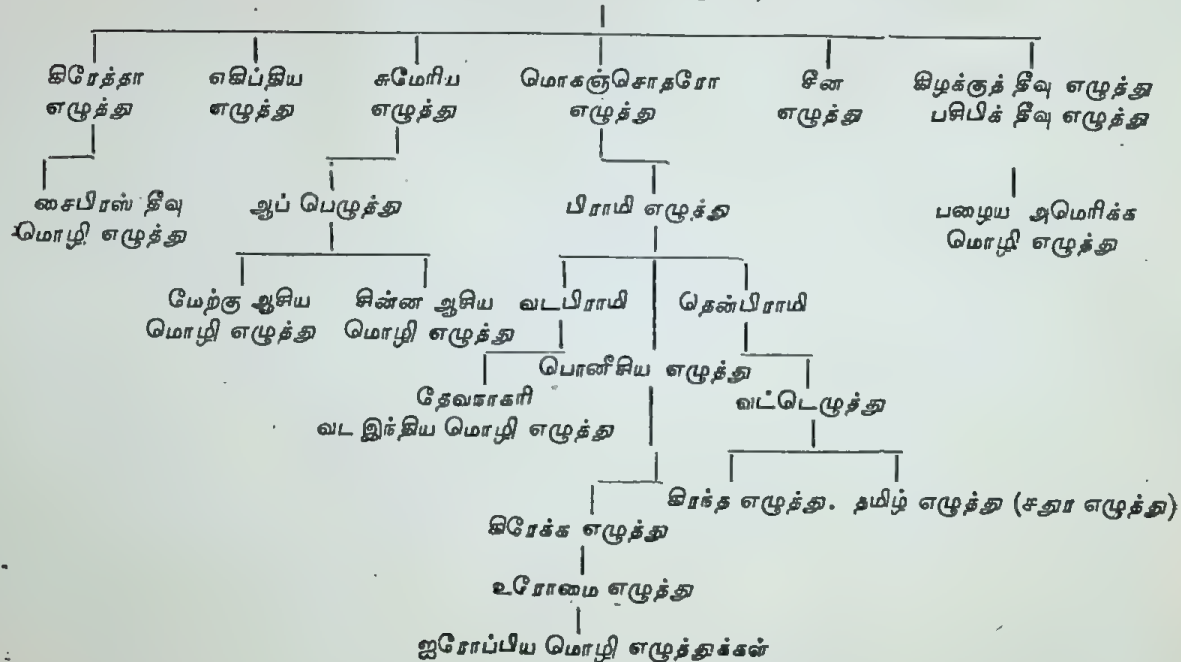 கிரேத்தா எகிப்கிய சுமேரிய மொகஞ்சொதரோ சீன கிழக்குத் தீவு எழுத்து
எழுத்து எழுத்து எழுத்து எழுத்து எழுத்து பசிபிக் தீவு எழுத்து
சைபிரஸ் தீவு ஆப் பெழுத்து பிராமி எழுத்து பழைய அமெரிக்க
மொழி எழுத்து மொழி எழுத்து
மேற்கு ஆசிய சின்ன ஆசிய வடபிராமி தென்பிராமி
மொழி எழுத்து மொழி எழுத்து
பொனீசிய எழுத்து
தேவநாகரி வட்டெழுத்து
வட இந்திய மொழி எழுத்து
கிரந்த எழுத்து. தமிழ் எழுத்து (சதுர எழுத்து)
கிரேக்க எழுத்து
உரோமை எழுத்து
ஐரோப்பிய மொழி எழுத்துக்கள்